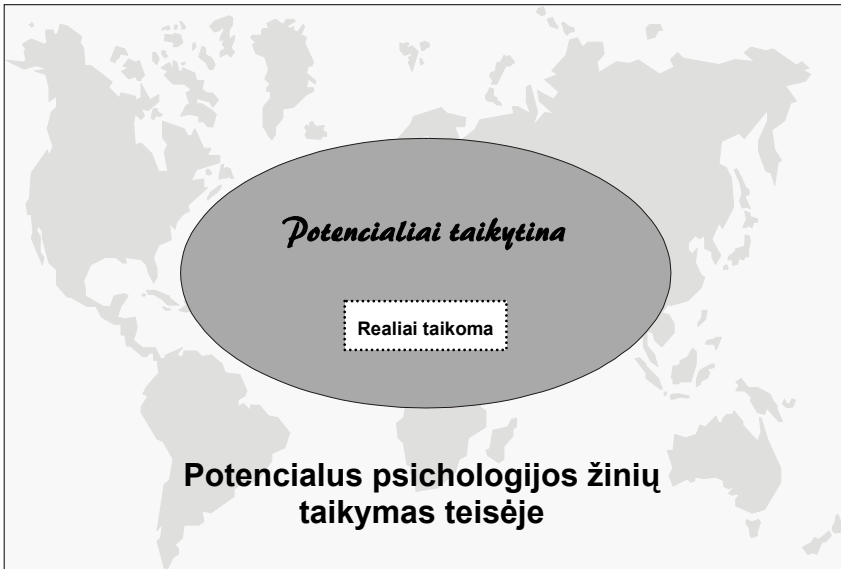 Potencialiai taikytina
Realiai taikoma
Potencialus psichologijos žinių
taikymas teisėje